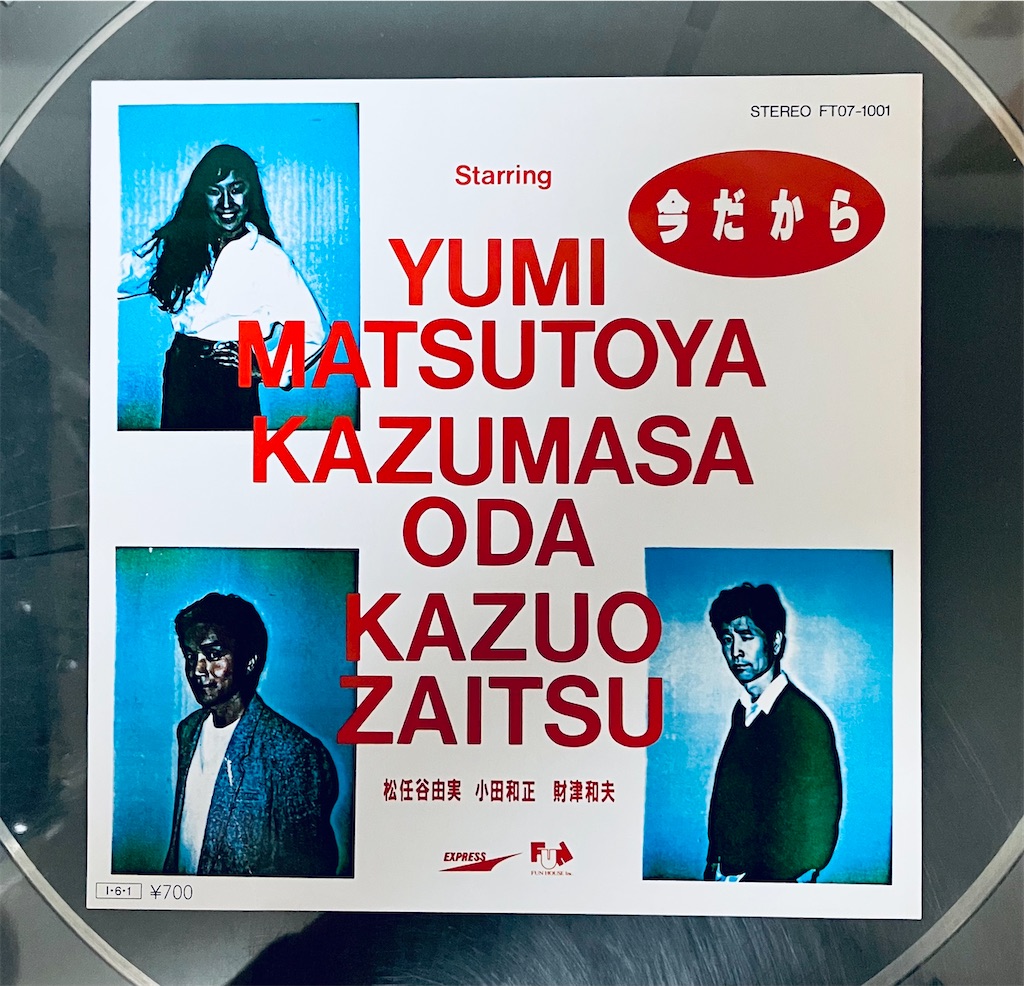 STEREO FT07-1001
Starring
今だから
YUMI
MATSUTOYA
KAZUMASA
ODA
KAZUO
ZAITSU
松任谷由実 小田和正 財津和夫
EXPRESS
FUN
FUN HOUSE Inc.
I·6·1 ¥700